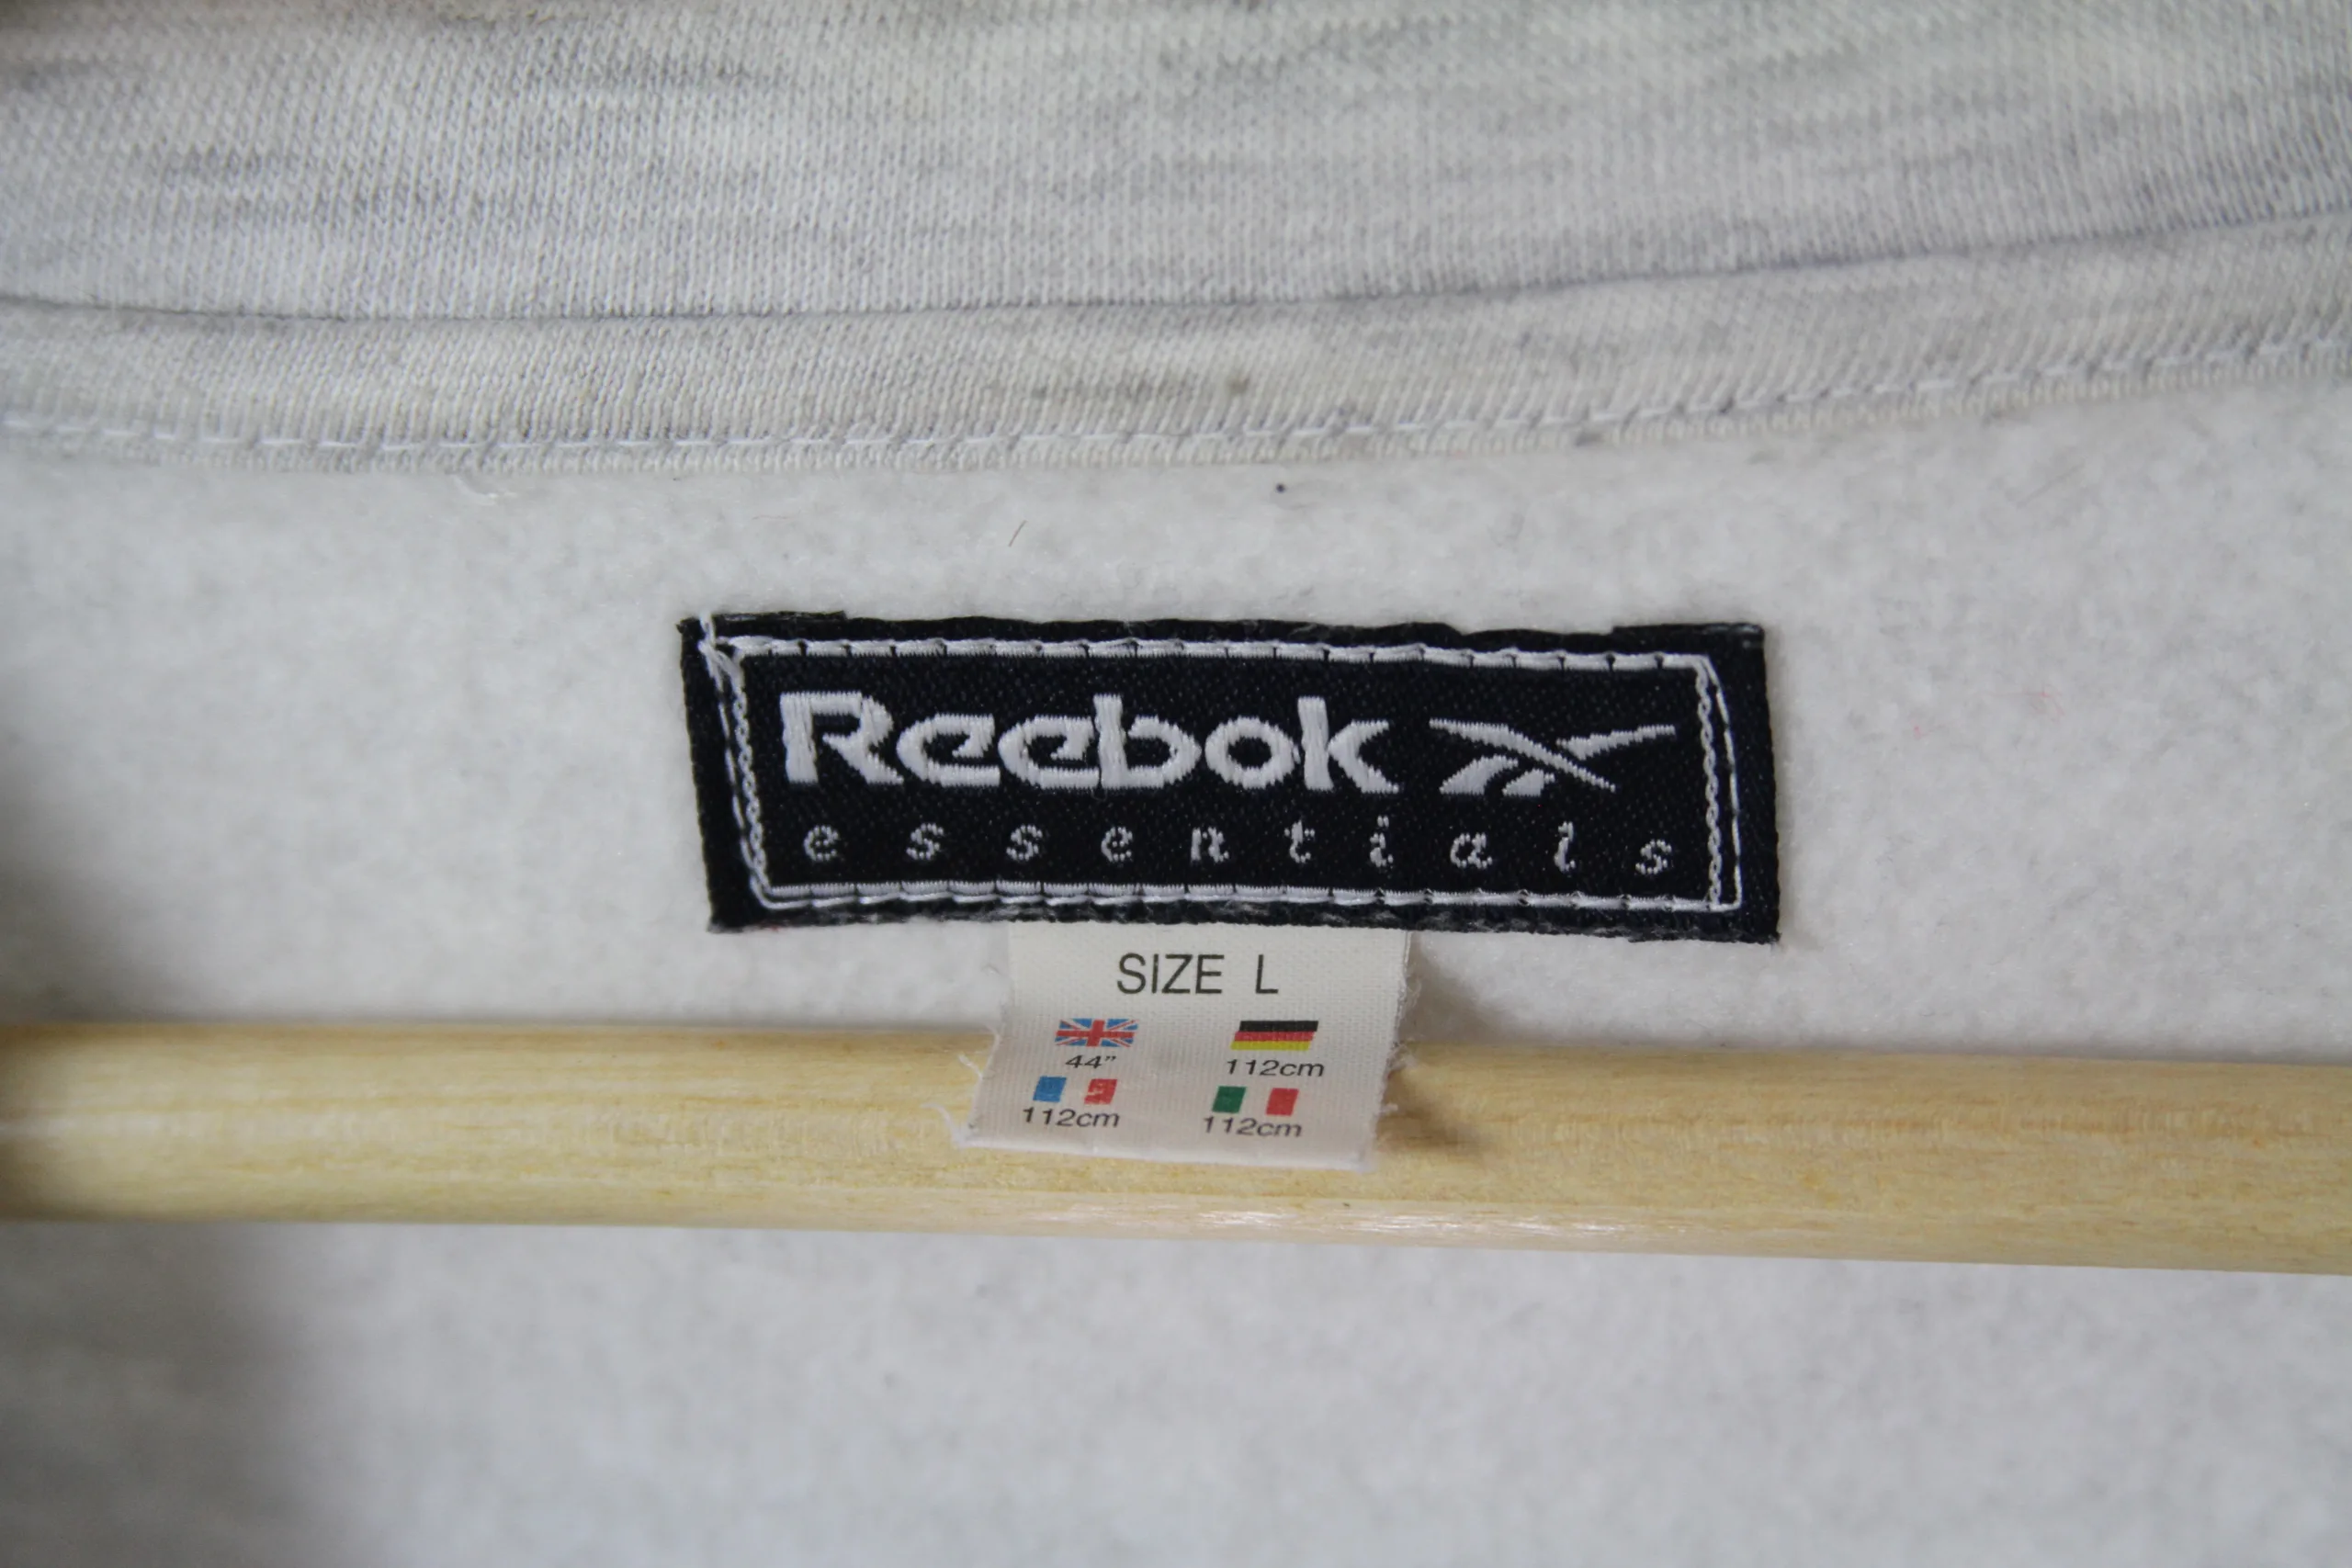 Reebok
essentials
SIZE L
44" 112cm
112cm 112cm